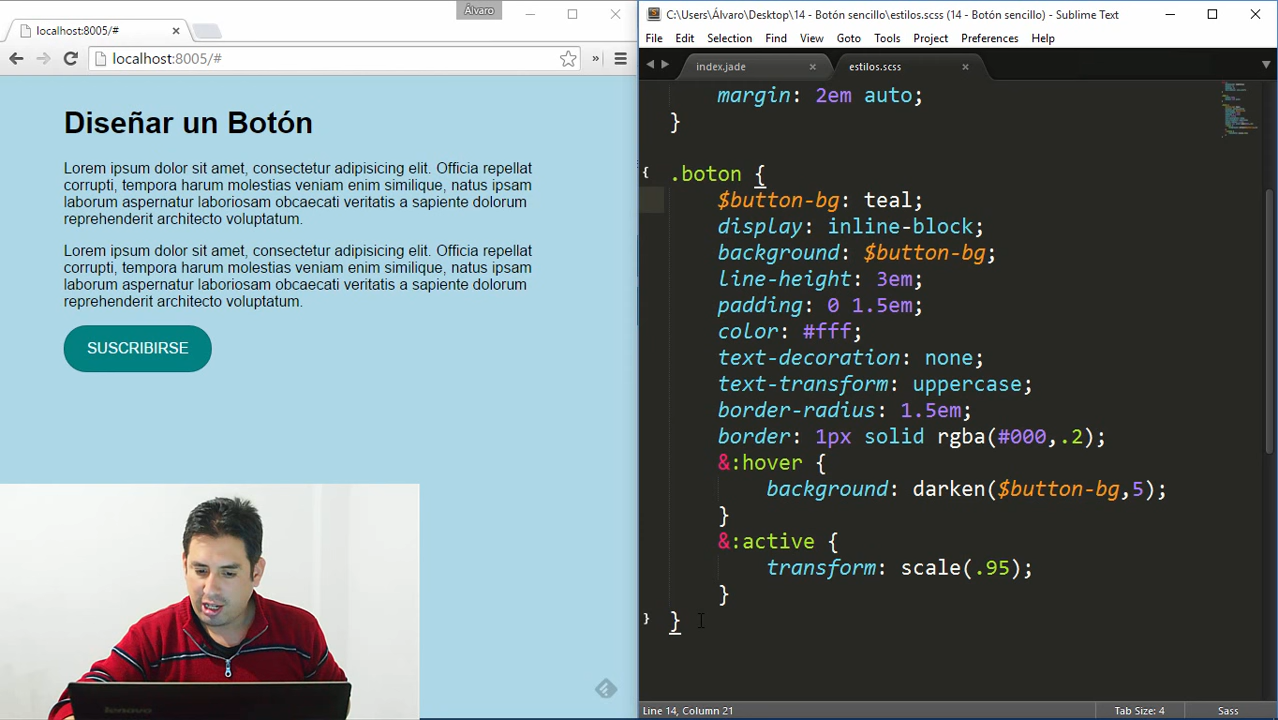 Álvaro
localhost:8005/#
localhost:8005/#
»
Diseñar un Botón
Lorem ipsum dolor sit amet, consectetur adipisicing elit. Officia repellat
corrupti, tempora harum molestias veniam enim similique, natus ipsam
laborum aspernatur laboriosam obcaecati veritatis a sapiente dolorum
reprehenderit architecto voluptatum.
Lorem ipsum dolor sit amet, consectetur adipisicing elit. Officia repellat
corrupti, tempora harum molestias veniam enim similique, natus ipsam
laborum aspernatur laboriosam obcaecati veritatis a sapiente dolorum
reprehenderit architecto voluptatum.
SUSCRIBIRSE
C:\Users\Álvaro\Desktop\14 - Botón sencillo\estilos.scss (14 - Botón sencillo) - Sublime Text
File Edit Selection Find View Goto Tools Project Preferences Help
index.jade estilos.scss
margin: 2em auto;
}
.boton {
$button-bg: teal;
display: inline-block;
background: $button-bg;
line-height: 3em;
padding: 0 1.5em;
color: #fff;
text-decoration: none;
text-transform: uppercase;
border-radius: 1.5em;
border: 1px solid rgba(#000,.2);
&:hover {
background: darken($button-bg,5);
}
&:active {
transform: scale(.95);
}
}
Line 14, Column 21
Tab Size: 4
Sass